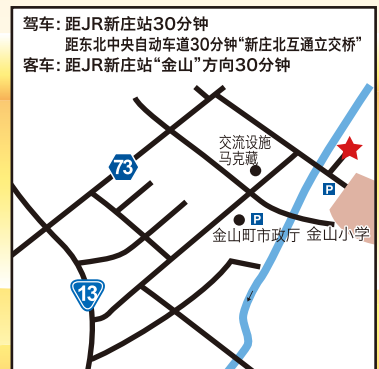 驾车：距JR新庄站30分钟
距东北中央自动车道30分钟“新庄北互通立交桥”
客车：距JR新庄站“金山”方向30分钟
交流设施
马克藏
73
P
P
金山町市政厅
金山小学
13